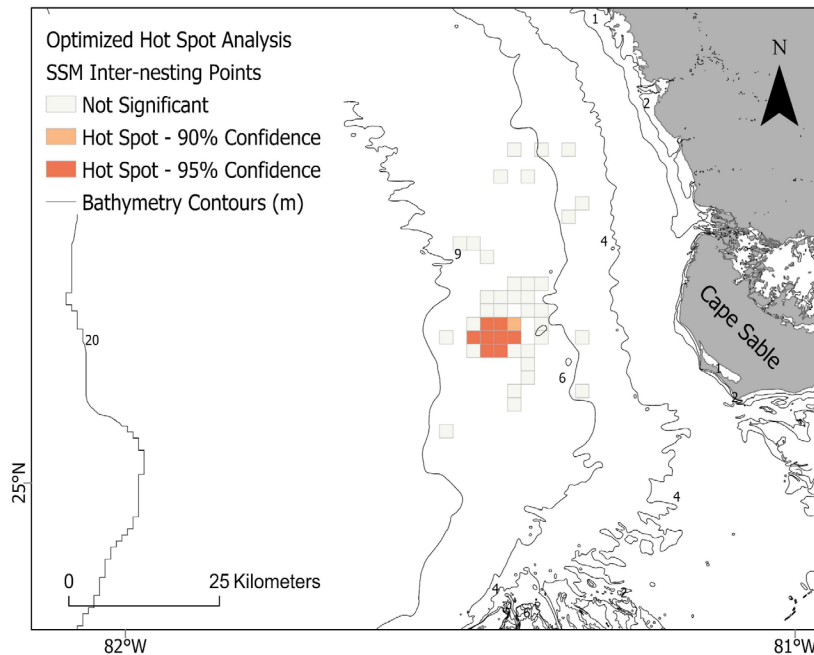 Optimized Hot Spot Analysis
SSM Inter-nesting Points
Not Significant
Hot Spot - 90% Confidence
Hot Spot - 95% Confidence
Bathymetry Contours (m)
N
1
2
4
9
20
6
Cape Sable
1
2
4
25°N
0 25 Kilometers
4
2
6
82°W
81°W